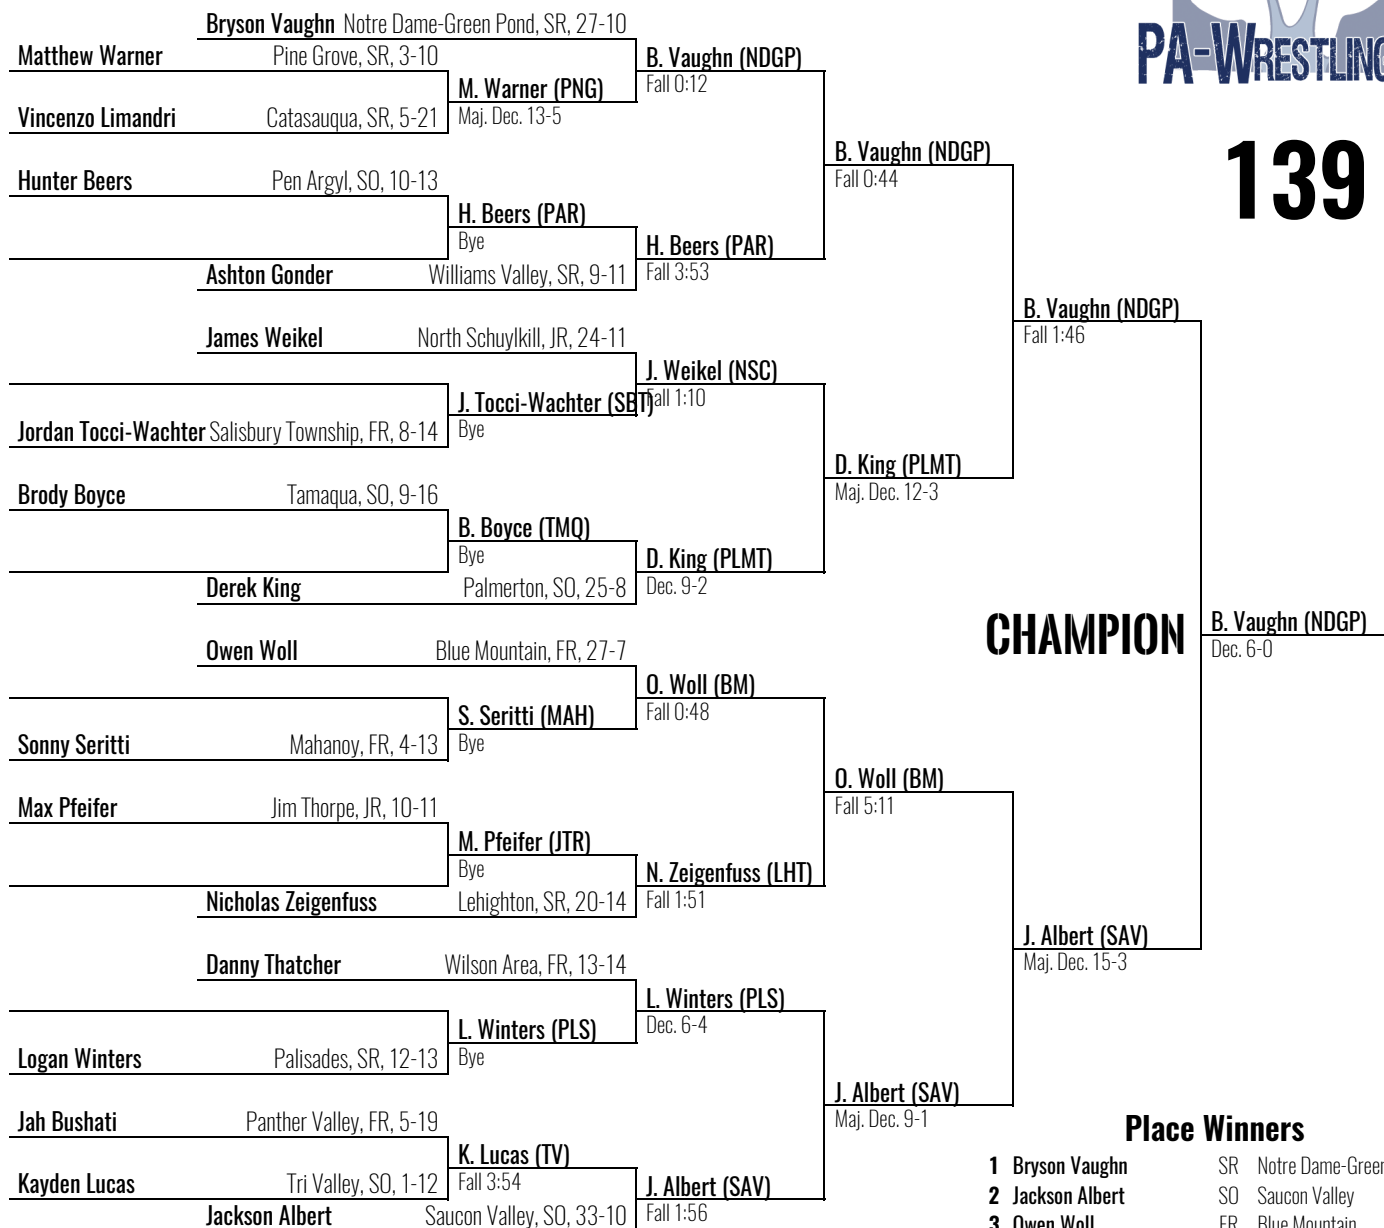 Bryson Vaughn Notre Dame-Green Pond, SR, 27-10
Matthew Warner Pine Grove, SR, 3-10
B. Vaughn (NDGP)
Fall 0:12
M. Warner (PNG)
Maj. Dec. 13-5
Vincenzo Limandri Catasauqua, SR, 5-21
PA-WRESTLING
139
B. Vaughn (NDGP)
Fall 0:44
Hunter Beers Pen Argyl, SO, 10-13
H. Beers (PAR)
Bye
H. Beers (PAR)
Fall 3:53
Ashton Gonder Williams Valley, SR, 9-11
B. Vaughn (NDGP)
Fall 1:46
James Weikel North Schuylkill, JR, 24-11
J. Weikel (NSC)
Fall 1:10
J. Tocci-Wachter (SBT)
Bye
Jordan Tocci-Wachter Salisbury Township, FR, 8-14
D. King (PLMT)
Maj. Dec. 12-3
Brody Boyce Tamaqua, SO, 9-16
B. Boyce (TMQ)
Bye
D. King (PLMT)
Dec. 9-2
Derek King Palmerton, SO, 25-8
CHAMPION
B. Vaughn (NDGP)
Dec. 6-0
Owen Woll Blue Mountain, FR, 27-7
O. Woll (BM)
Fall 0:48
S. Seritti (MAH)
Bye
Sonny Seritti Mahanoy, FR, 4-13
O. Woll (BM)
Fall 5:11
Max Pfeifer Jim Thorpe, JR, 10-11
M. Pfeifer (JTR)
Bye
N. Zeigenfuss (LHT)
Fall 1:51
Nicholas Zeigenfuss Lehighton, SR, 20-14
J. Albert (SAV)
Maj. Dec. 15-3
Danny Thatcher Wilson Area, FR, 13-14
L. Winters (PLS)
Dec. 6-4
L. Winters (PLS)
Bye
Logan Winters Palisades, SR, 12-13
J. Albert (SAV)
Maj. Dec. 9-1
Jah Bushati Panther Valley, FR, 5-19
K. Lucas (TV)
Fall 3:54
Kayden Lucas Tri Valley, SO, 1-12
J. Albert (SAV)
Fall 1:56
Jackson Albert Saucon Valley, SO, 33-10
Place Winners
1 Bryson Vaughn SR Notre Dame-Green
2 Jackson Albert SO Saucon Valley
3 Owen Woll FR Blue Mountain